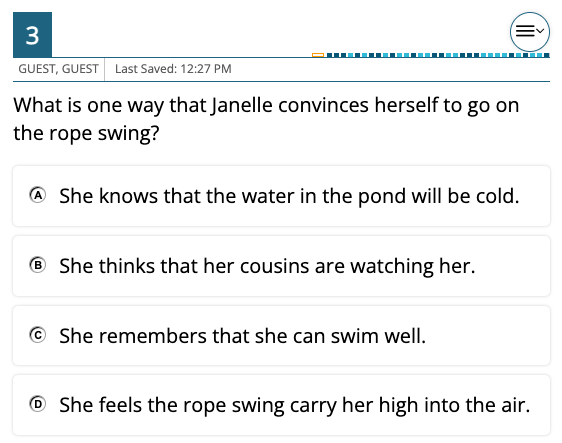 3
GUEST, GUEST Last Saved: 12:27 PM
What is one way that Janelle convinces herself to go on
the rope swing?
A She knows that the water in the pond will be cold.
B She thinks that her cousins are watching her.
C She remembers that she can swim well.
D She feels the rope swing carry her high into the air.